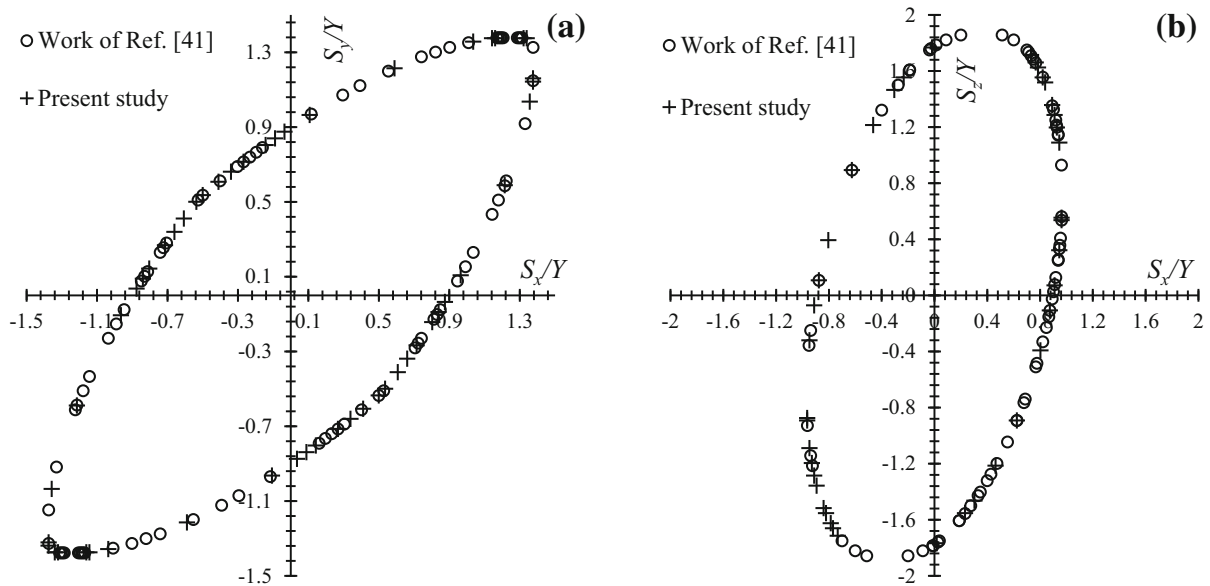 (a)
○ Work of Ref. [41]
+ Present study
S_y/Y
1.3
0.9
0.5
0.1
-0.3
-0.7
-1.1
-1.5
-1.5 -1.1 -0.7 -0.3 0.1 0.5 0.9 1.3
S_x/Y
(b)
○ Work of Ref. [41]
+ Present study
S_z/Y
2
1.6
1.2
0.8
0.4
0
-0.4
-0.8
-1.2
-1.6
-2
-2 -1.6 -1.2 -0.8 -0.4 0 0.4 0.8 1.2 1.6 2
S_x/Y